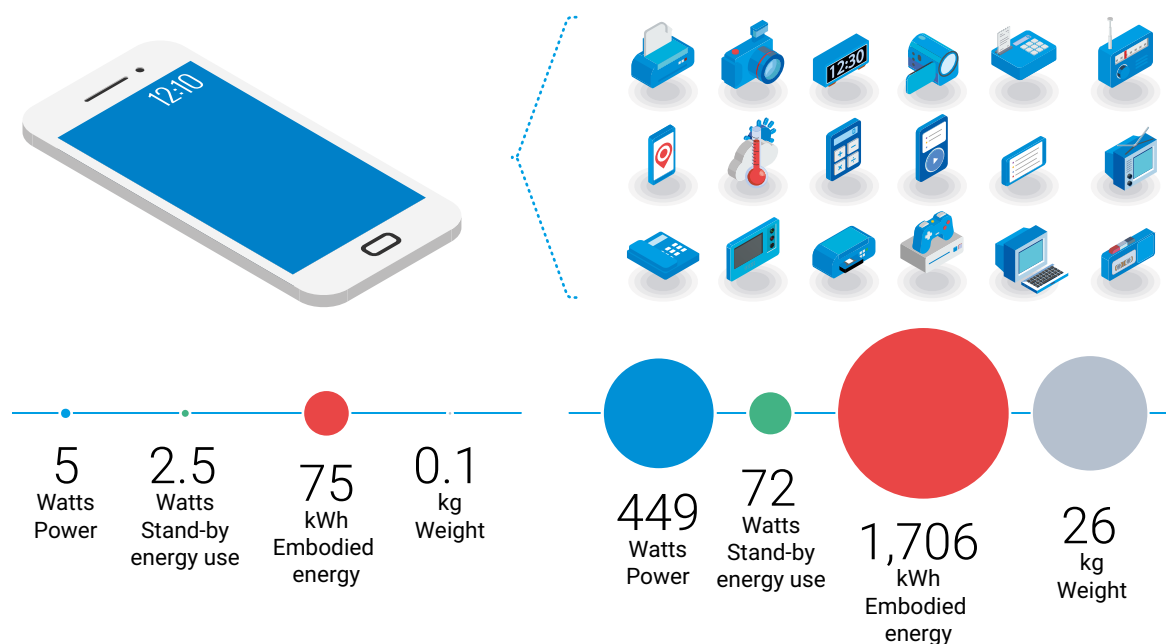 12:10
12:30
5
Watts
Power
2.5
Watts
Stand-by
energy use
75
kWh
Embodied
energy
0.1
kg
Weight
449
Watts
Power
72
Watts
Stand-by
energy use
1,706
kWh
Embodied
energy
26
kg
Weight